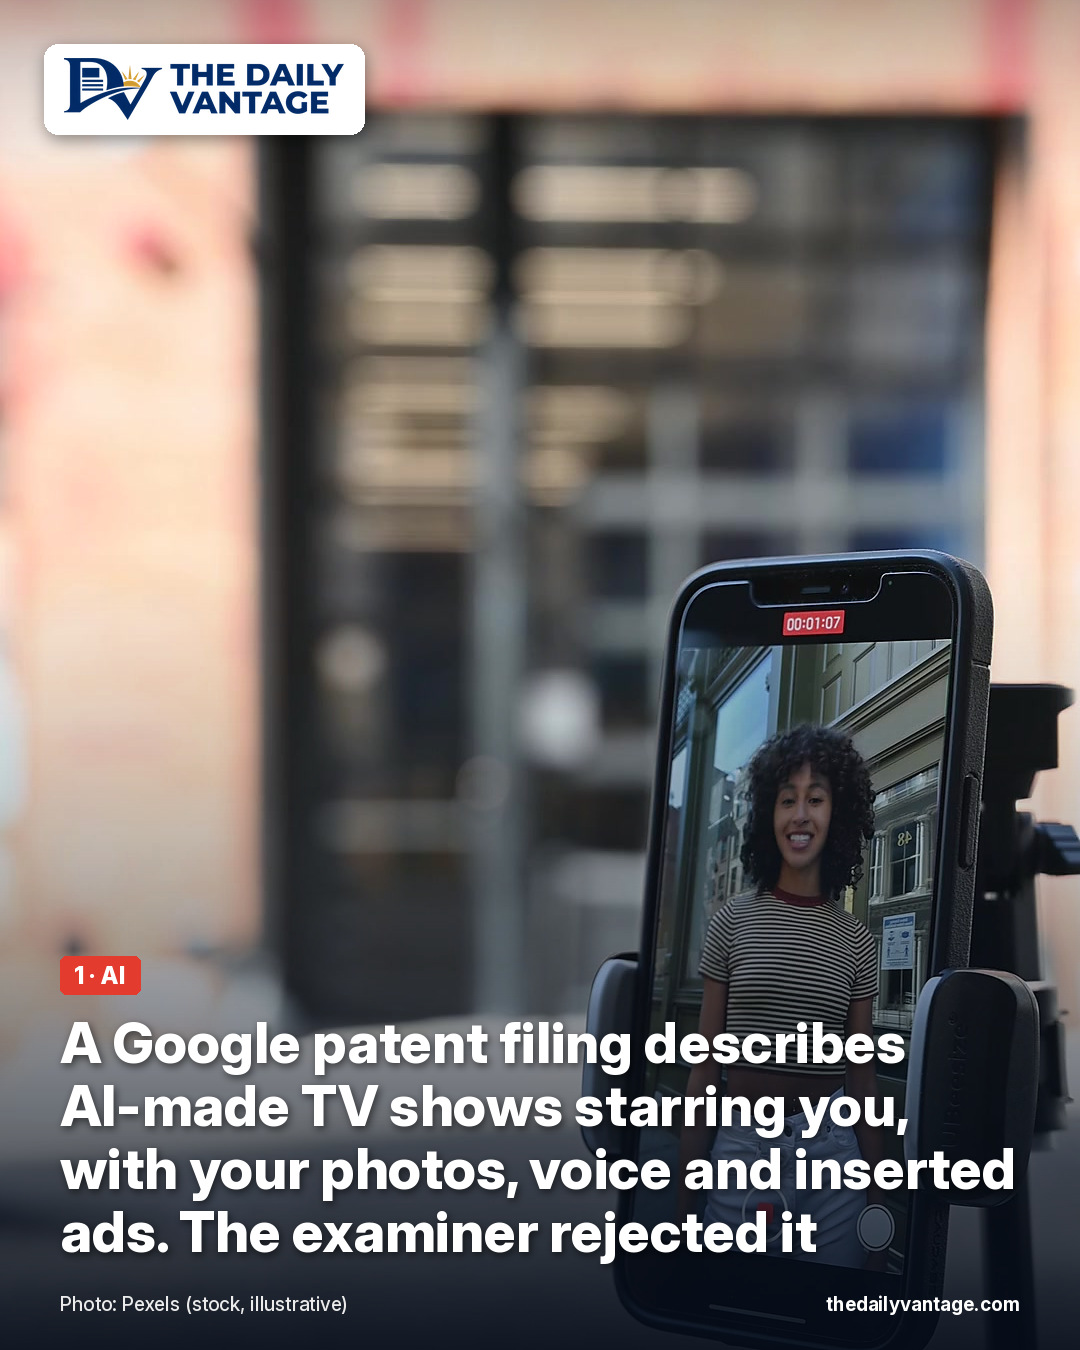 THE DAILY
VANTAGE
00:01:07
48
1 · AI
A Google patent filing describes
AI-made TV shows starring you,
with your photos, voice and inserted
ads. The examiner rejected it
Photo: Pexels (stock, illustrative)
thedailyvantage.com